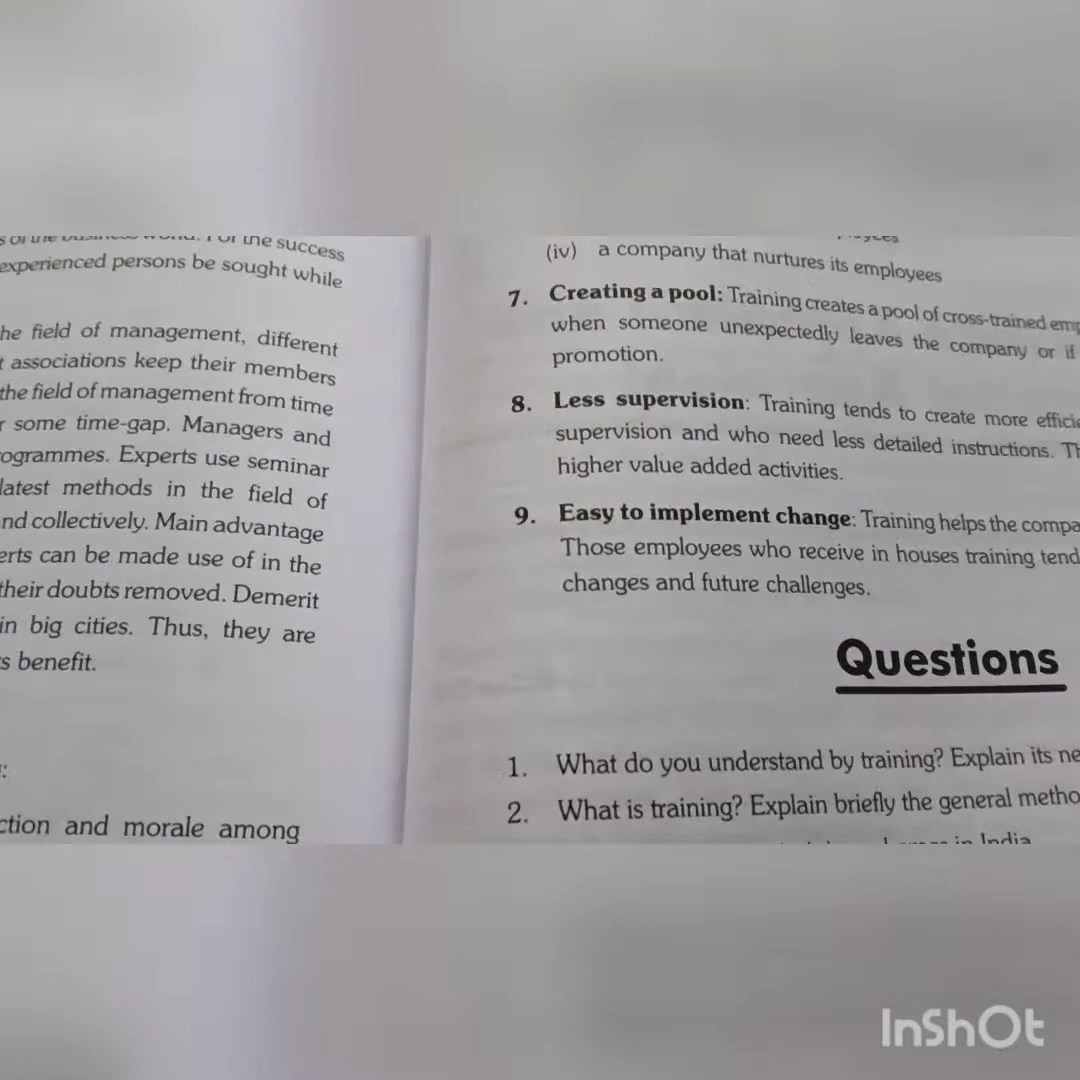 the success
experienced persons be sought while
he field of management, different
associations keep their members
the field of management from time
some time-gap. Managers and
ogrammes. Experts use seminar
latest methods in the field of
nd collectively. Main advantage
erts can be made use of in the
their doubts removed. Demerit
in big cities. Thus, they are
s benefit.
:
ction and morale among
(iv) a company that nurtures its employees
7. Creating a pool: Training creates a pool of cross-trained emp
when someone unexpectedly leaves the company or if
promotion.
8. Less supervision: Training tends to create more efficie
supervision and who need less detailed instructions. Th
higher value added activities.
9. Easy to implement change: Training helps the compa
Those employees who receive in houses training tend
changes and future challenges.
Questions
1. What do you understand by training? Explain its ne
2. What is training? Explain briefly the general metho
in India
InShOt